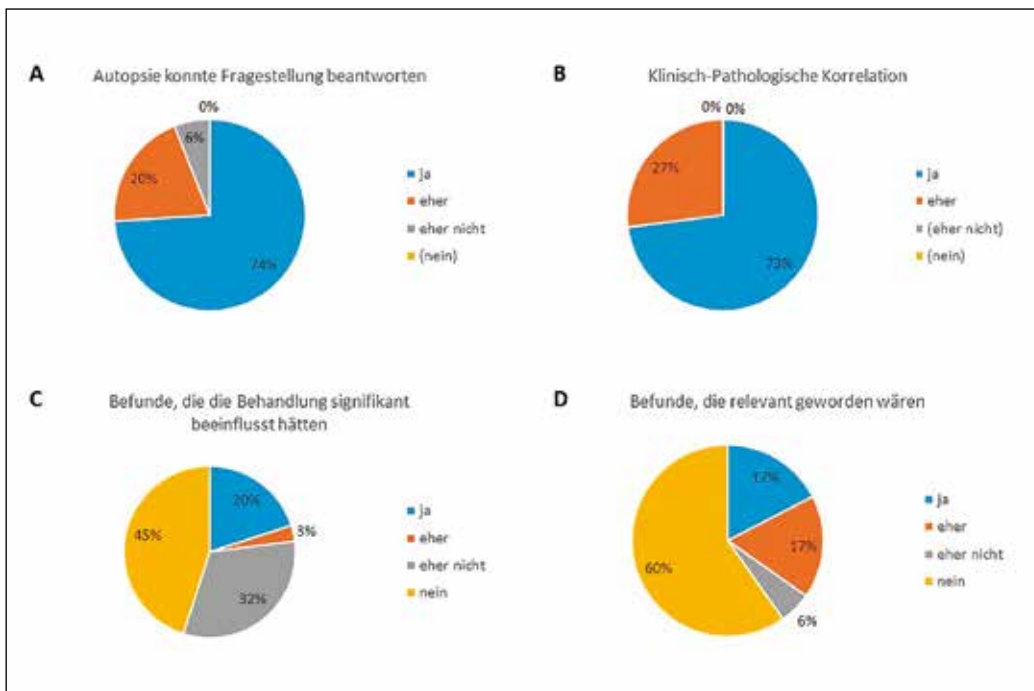 A
Autopsie konnte Fragestellung beantworten
0%
6%
20%
74%
ja
eher
eher nicht
(nein)
B
Klinisch-Pathologische Korrelation
0% 0%
27%
73%
ja
eher
(eher nicht)
(nein)
C
Befunde, die die Behandlung signifikant
beeinflusst hätten
20%
3%
45%
32%
ja
eher
eher nicht
nein
D
Befunde, die relevant geworden wären
17%
17%
60%
6%
ja
eher
eher nicht
nein